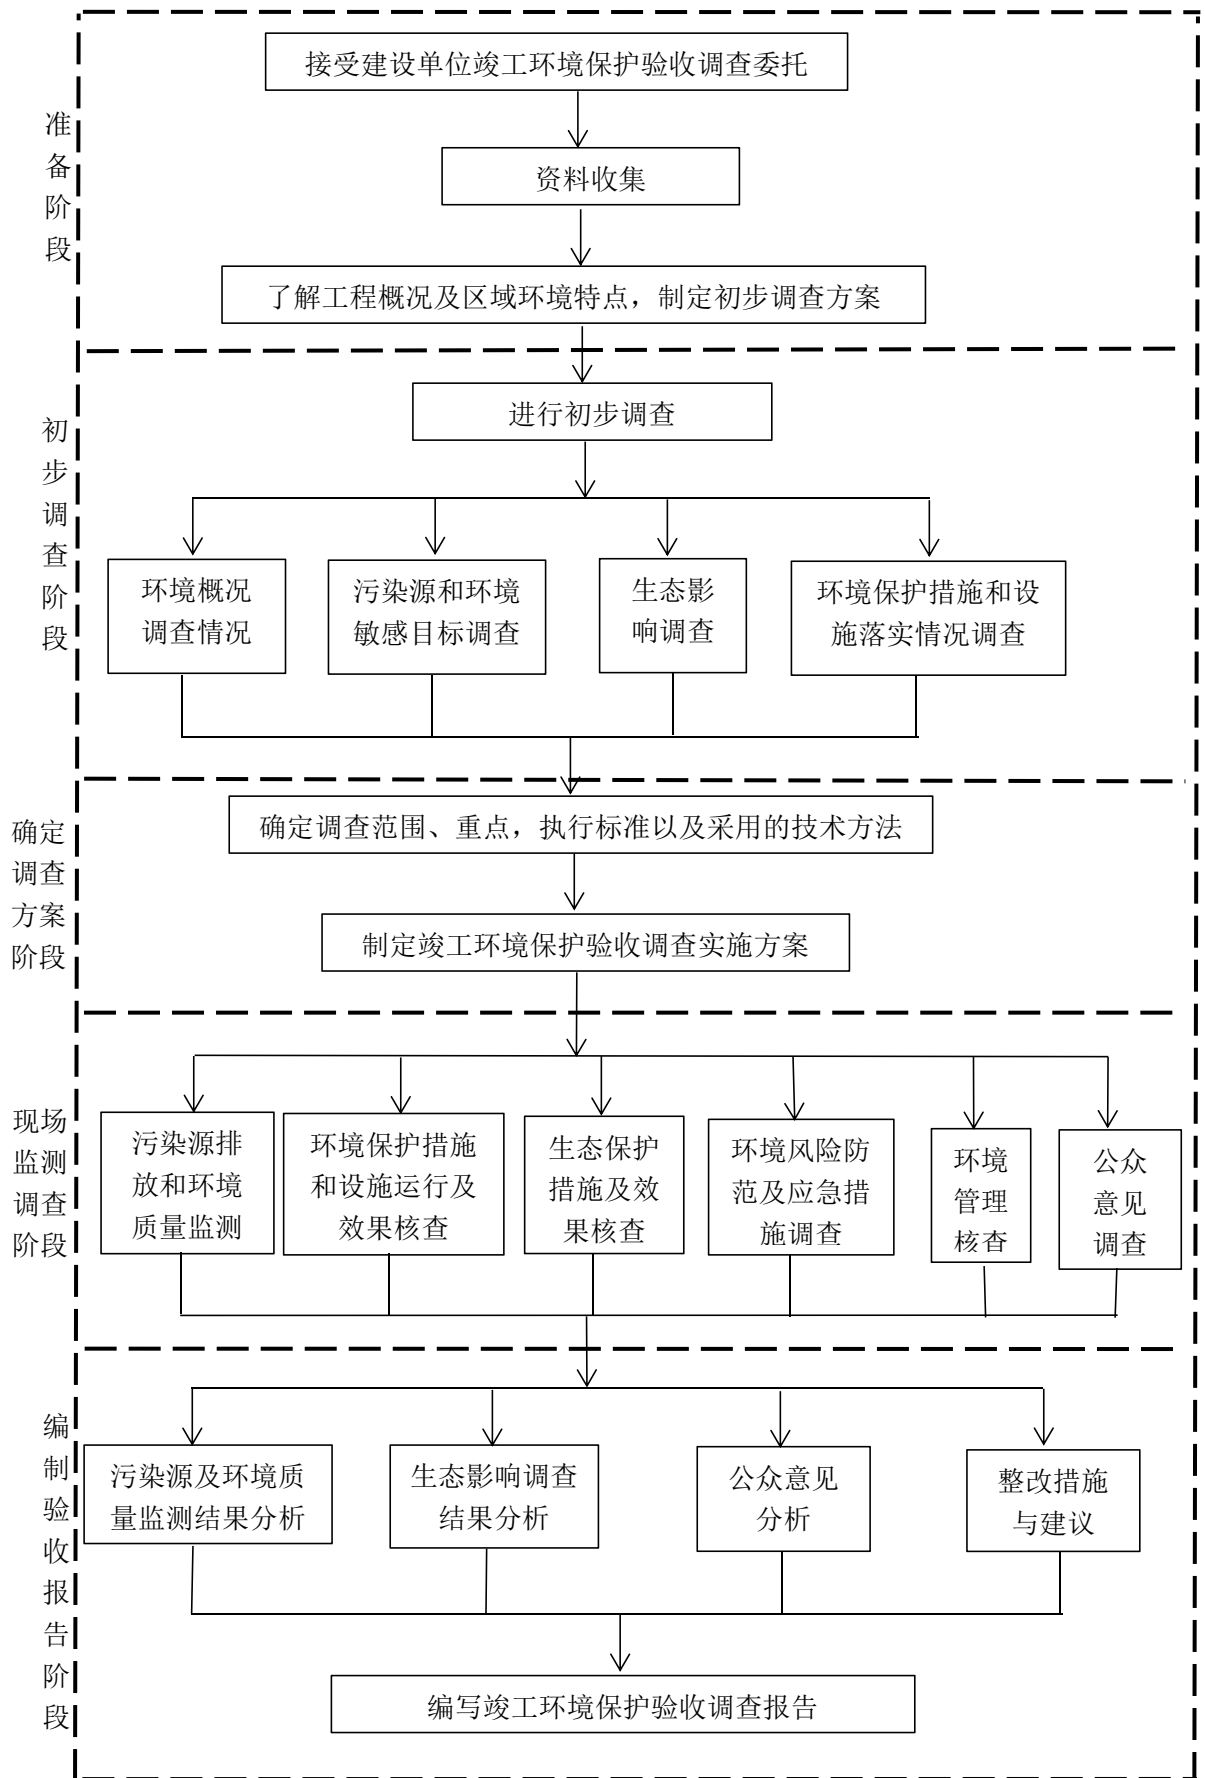 准
备
阶
段
接受建设单位竣工环境保护验收调查委托
资料收集
了解工程概况及区域环境特点，制定初步调查方案
初
步
调
查
阶
段
进行初步调查
环境概况
调查情况
污染源和环境
敏感目标调查
生态影
响调查
环境保护措施和设
施落实情况调查
确定
调查
方案
阶段
确定调查范围、重点，执行标准以及采用的技术方法
制定竣工环境保护验收调查实施方案
现场
监测
调查
阶段
污染源排
放和环境
质量监测
环境保护措施
和设施运行及
效果核查
生态保护
措施及效
果核查
环境风险防
范及应急措
施调查
环境
管理
核查
公众
意见
调查
编
制
验
收
报
告
阶
段
污染源及环境质
量监测结果分析
生态影响调查
结果分析
公众意见
分析
整改措施
与建议
编写竣工环境保护验收调查报告